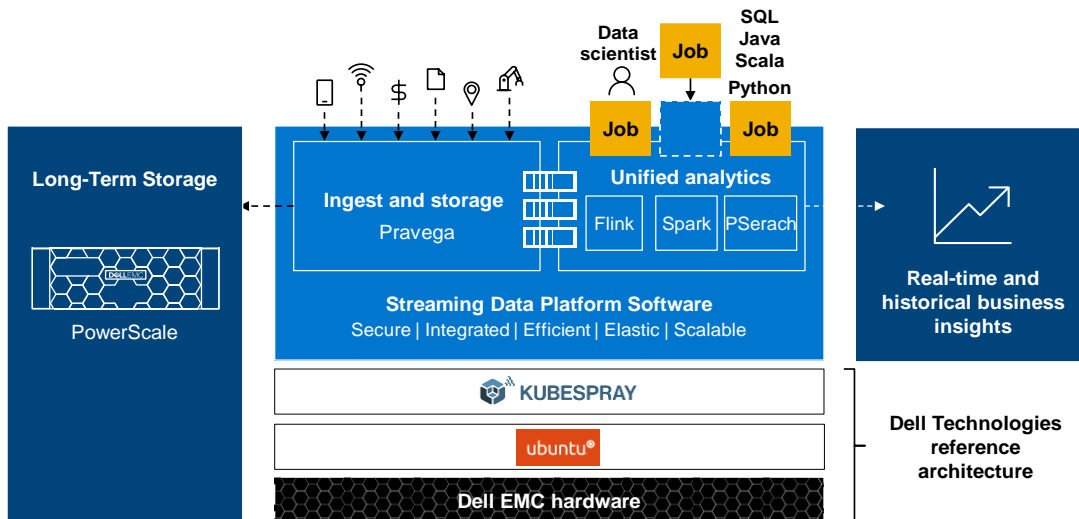 Data
scientist
Job
SQL
Java
Scala
Python
Job
Job
Long-Term Storage
DELLEMC
PowerScale
Ingest and storage
Pravega
Unified analytics
Flink
Spark
PSerach
Streaming Data Platform Software
Secure | Integrated | Efficient | Elastic | Scalable
Real-time and
historical business
insights
KUBESPRAY
ubuntu®
Dell EMC hardware
Dell Technologies
reference
architecture